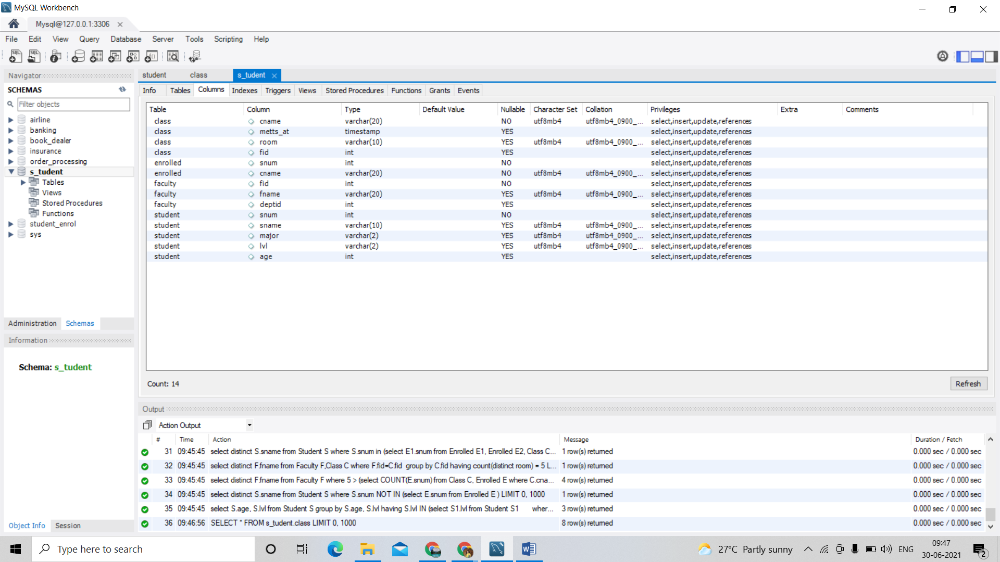 MySQL Workbench
Mysql@127.0.0.1:3306
File Edit View Query Database Server Tools Scripting Help
Navigator
SCHEMAS
Filter objects
airline
banking
book_dealer
insurance
order_processing
s_tudent
Tables
Views
Stored Procedures
Functions
student_enrol
sys
Administration Schemas
Information
Schema: s_tudent
Object Info Session
student class s_tudent
Info Tables Columns Indexes Triggers Views Stored Procedures Functions Grants Events
Table Column Type Default Value Nullable Character Set Collation Privileges Extra Comments
class cname varchar(20) NO utf8mb4 utf8mb4_0900_... select,insert,update,references
class metts_at timestamp YES select,insert,update,references
class room varchar(10) YES utf8mb4 utf8mb4_0900_... select,insert,update,references
class fid int YES select,insert,update,references
enrolled snum int NO select,insert,update,references
enrolled cname varchar(20) NO utf8mb4 utf8mb4_0900_... select,insert,update,references
faculty fid int NO select,insert,update,references
faculty fname varchar(20) YES utf8mb4 utf8mb4_0900_... select,insert,update,references
faculty deptid int YES select,insert,update,references
student snum int NO select,insert,update,references
student sname varchar(10) YES utf8mb4 utf8mb4_0900_... select,insert,update,references
student major varchar(2) YES utf8mb4 utf8mb4_0900_... select,insert,update,references
student lvl varchar(2) YES utf8mb4 utf8mb4_0900_... select,insert,update,references
student age int YES select,insert,update,references
Count: 14
Refresh
Output
Action Output
# Time Action Message Duration / Fetch
31 09:45:45 select distinct S.sname from Student S where S.snum in (select E1.snum from Enrolled E1, Enrolled E2, Class C... 1 row(s) returned 0.000 sec / 0.000 sec
32 09:45:45 select distinct F.fname from Faculty F,Class C where F.fid=C.fid group by C.fid having count(distinct room) = 5 L... 1 row(s) returned 0.000 sec / 0.000 sec
33 09:45:45 select distinct F.fname from Faculty F where 5 > (select COUNT(E.snum) from Class C, Enrolled E where C.cna... 4 row(s) returned 0.000 sec / 0.000 sec
34 09:45:45 select distinct S.sname from Student S where S.snum NOT IN (select E.snum from Enrolled E ) LIMIT 0, 1000 1 row(s) returned 0.000 sec / 0.000 sec
35 09:45:45 select S.age, S.lvl from Student S group by S.age, S.lvl having S.lvl IN (select S1.lvl from Student S1 wher... 3 row(s) returned 0.000 sec / 0.000 sec
36 09:46:56 SELECT * FROM s_tudent.class LIMIT 0, 1000 8 row(s) returned 0.000 sec / 0.000 sec
Type here to search
27°C Partly sunny
ENG
09:47
30-06-2021
2